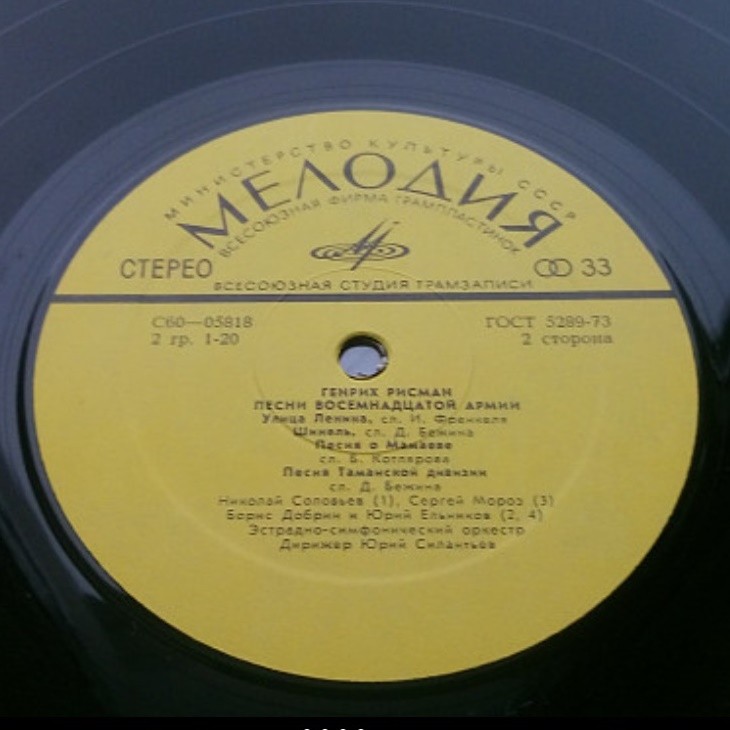 МИНИСТЕРСТВО КУЛЬТУРЫ СССР
МЕЛОДИЯ
ВСЕСОЮЗНАЯ ФИРМА ГРАМПЛАСТИНОК
СТЕРЕО
33
ВСЕСОЮЗНАЯ СТУДИЯ ГРАМЗАПИСИ
С60—05818
ГОСТ 5289-73
2 гр. 1-20
2 сторона
ГЕНРИХ РИСМАН
ПЕСНИ ВОСЕМНАДЦАТОЙ АРМИИ
Улица Ленина, сл. И. Френкеля
Шинель, сл. Д. Бежина
Песня о Мамаеве
сл. Б. Котлярова
Песня Таманской дивизии
сл. Д. Бежина
Николай Соловьев (1), Сергей Мороз (3)
Борис Добрин и Юрий Ельников (2, 4)
Эстрадно-симфонический оркестр
Дирижер Юрий Силантьев